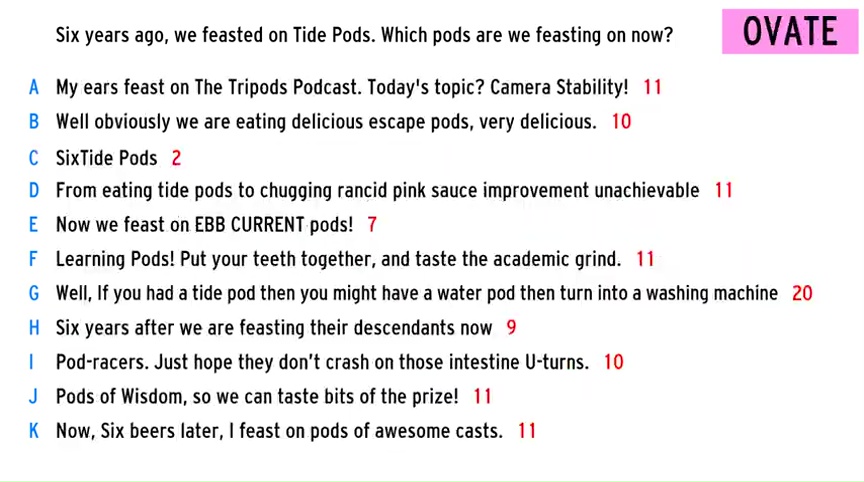 Six years ago, we feasted on Tide Pods. Which pods are we feasting on now?
OVATE
A My ears feast on The Tripods Podcast. Today's topic? Camera Stability! 11
B Well obviously we are eating delicious escape pods, very delicious. 10
C SixTide Pods 2
D From eating tide pods to chugging rancid pink sauce improvement unachievable 11
E Now we feast on EBB CURRENT pods! 7
F Learning Pods! Put your teeth together, and taste the academic grind. 11
G Well, If you had a tide pod then you might have a water pod then turn into a washing machine 20
H Six years after we are feasting their descendants now 9
I Pod-racers. Just hope they don't crash on those intestine U-turns. 10
J Pods of Wisdom, so we can taste bits of the prize! 11
K Now, Six beers later, I feast on pods of awesome casts. 11